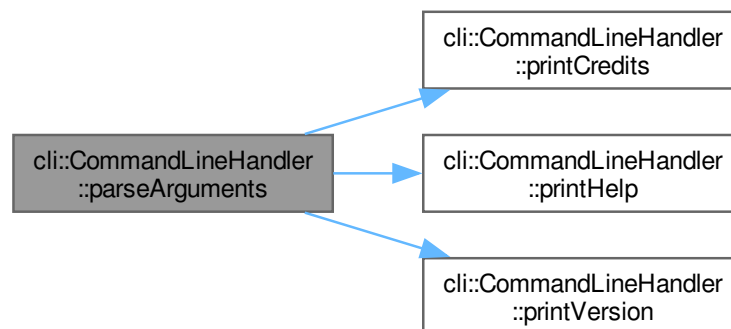 cli::CommandLineHandler
::printCredits
cli::CommandLineHandler
::parseArguments
cli::CommandLineHandler
::printHelp
cli::CommandLineHandler
::printVersion